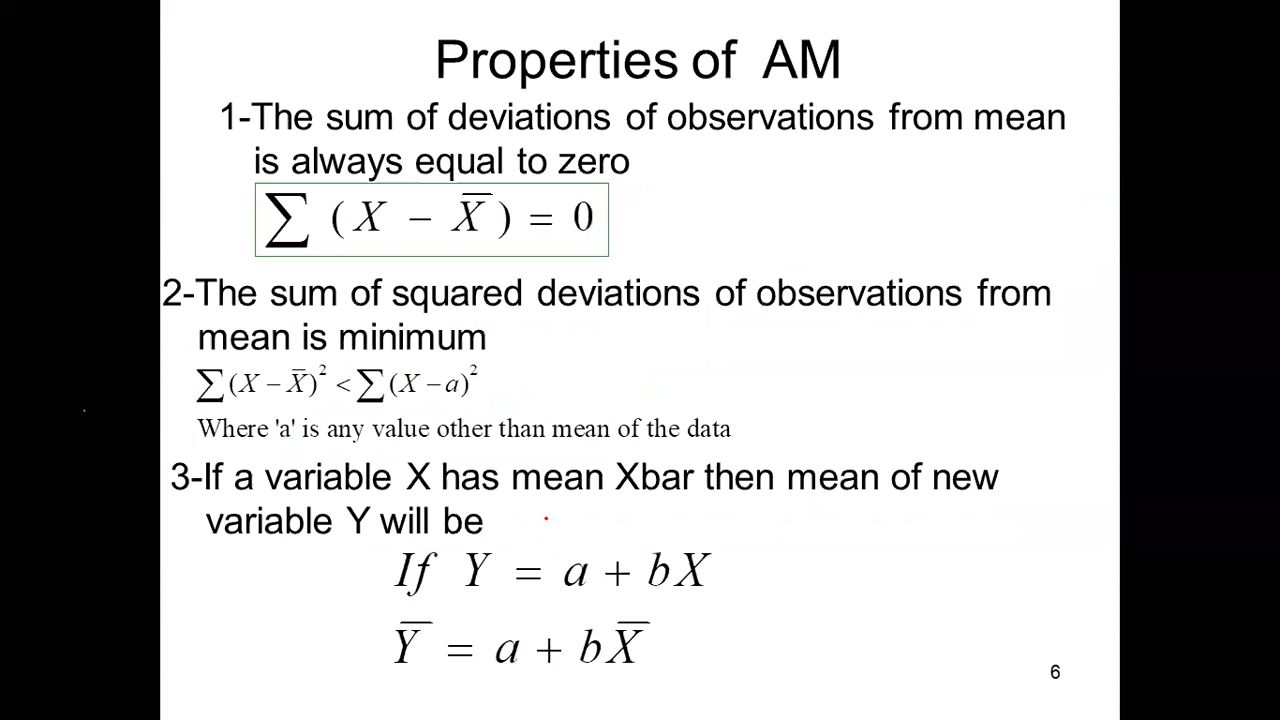 Properties of AM
1-The sum of deviations of observations from mean
is always equal to zero
∑ (X − X̅) = 0
2-The sum of squared deviations of observations from
mean is minimum
∑(X − X̅)² < ∑(X − a)²
Where 'a' is any value other than mean of the data
3-If a variable X has mean Xbar then mean of new
variable Y will be
If Y = a + bX
Y̅ = a + bX̅
6